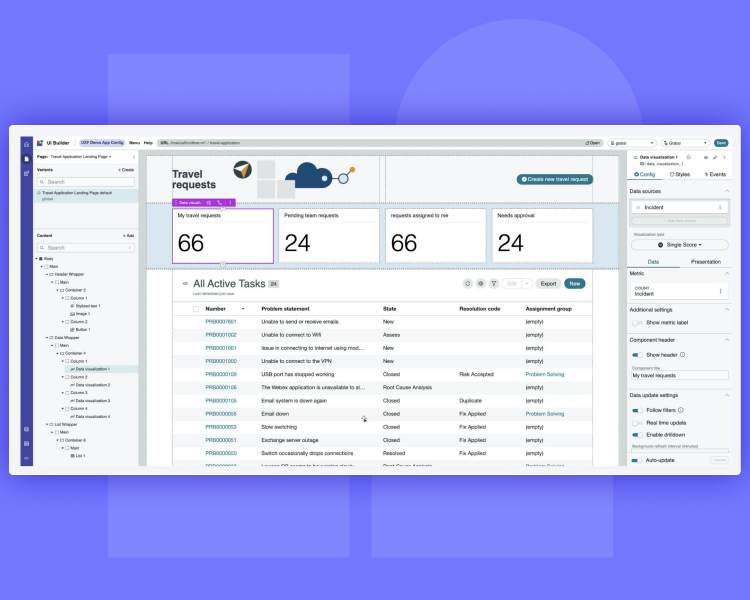 UI Builder
UXF Demo App Config
Menu
Help
URL /now/uxf/runtime-m1 / travel-application
Open
global
Global
Save
Page: Travel Application Landing Page
Variants
+ Create
Search
Travel Application Landing Page default
global
Content
+ Add
Search
Body
Main
Header Wrapper
Main
Container 2
Column 1
Stylized text 1
Image 1
Column 2
Button 1
Data Wrapper
Main
Container 4
Column 1
Data visualization 1
Column 2
Data visualization 2
Column 3
Data visualization 3
Column 4
Data visualization 4
List Wrapper
Main
Container 6
Main
List 1
Travel
requests
Create new travel request
Data visuali
My travel requests
66
Pending team requests
24
requests assigned to me
66
Needs approval
24
All Active Tasks 24
Last refreshed just now.
Edit
Export
New
Number Problem statement State Resolution code Assignment group
PRB0007601 Unable to send or receive emails. New (empty)
PRB0001002 Unable to connect to Wifi Assess (empty)
PRB0001001 Issue in connecting to internet using mod... New (empty)
PRB0001000 Unable to connect to the VPN New (empty)
PRB0000109 USB port has stopped working Closed Risk Accepted Problem Solving
PRB0000106 The Webex application is unavailable to al... Root Cause Analysis (empty)
PRB0000105 Email system is down again Closed Duplicate (empty)
PRB0000055 Email down Closed Fix Applied Problem Solving
PRB0000053 Slow switching Closed Fix Applied (empty)
PRB0000051 Exchange server outage Closed Fix Applied (empty)
PRB0000050 Switch occasionally drops connections Resolved Fix Applied (empty)
Data visualization 1
ID: data_visualization_1
Config
Styles
Events
Data sources
Incident
+ Add data source
Visualization type
Single Score
Data
Presentation
Metric
COUNT
Incident
Additional settings
Show metric label
Component header
Show header
Component title
My travel requests
Data update settings
Follow filters
Real time update
Enable drilldown
Background refresh interval (minutes)
Auto-update